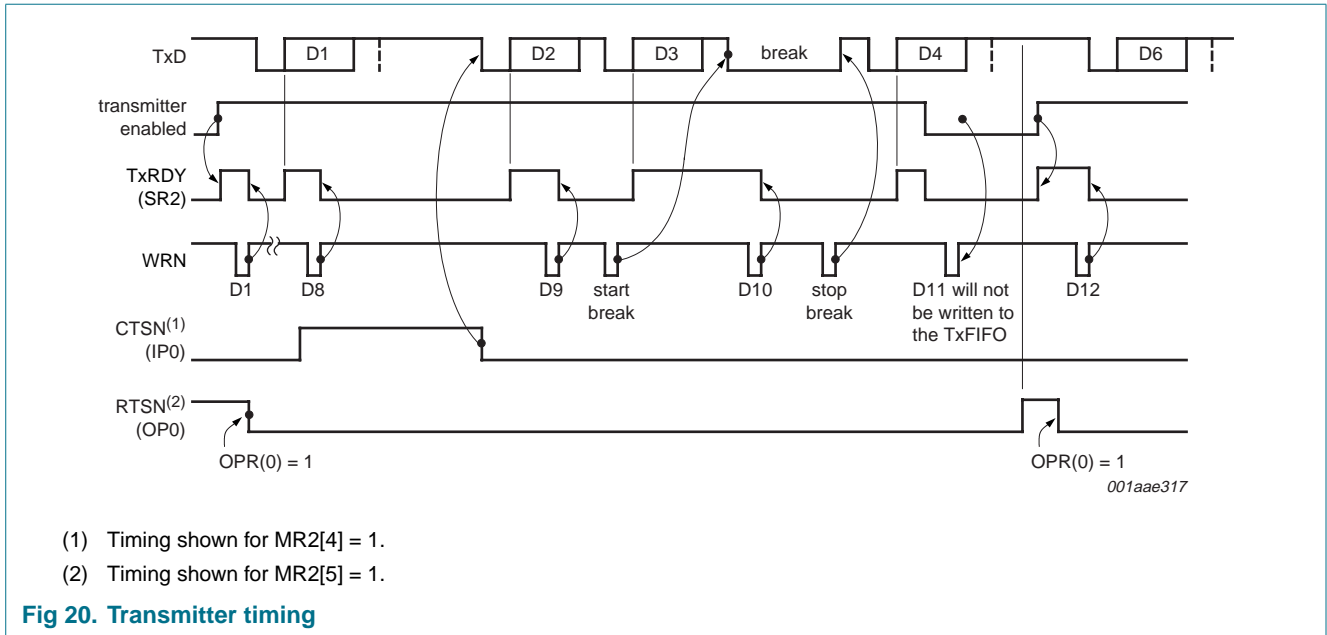 TxD
D1
D2
D3
break
D4
D6
transmitter
enabled
TxRDY
(SR2)
WRN
D1
D8
D9
start
break
D10
stop
break
D11 will not
be written to
the TxFIFO
D12
CTSN(1)
(IP0)
RTSN(2)
(OP0)
OPR(0) = 1
OPR(0) = 1
001aae317
(1) Timing shown for MR2[4] = 1.
(2) Timing shown for MR2[5] = 1.
Fig 20. Transmitter timing